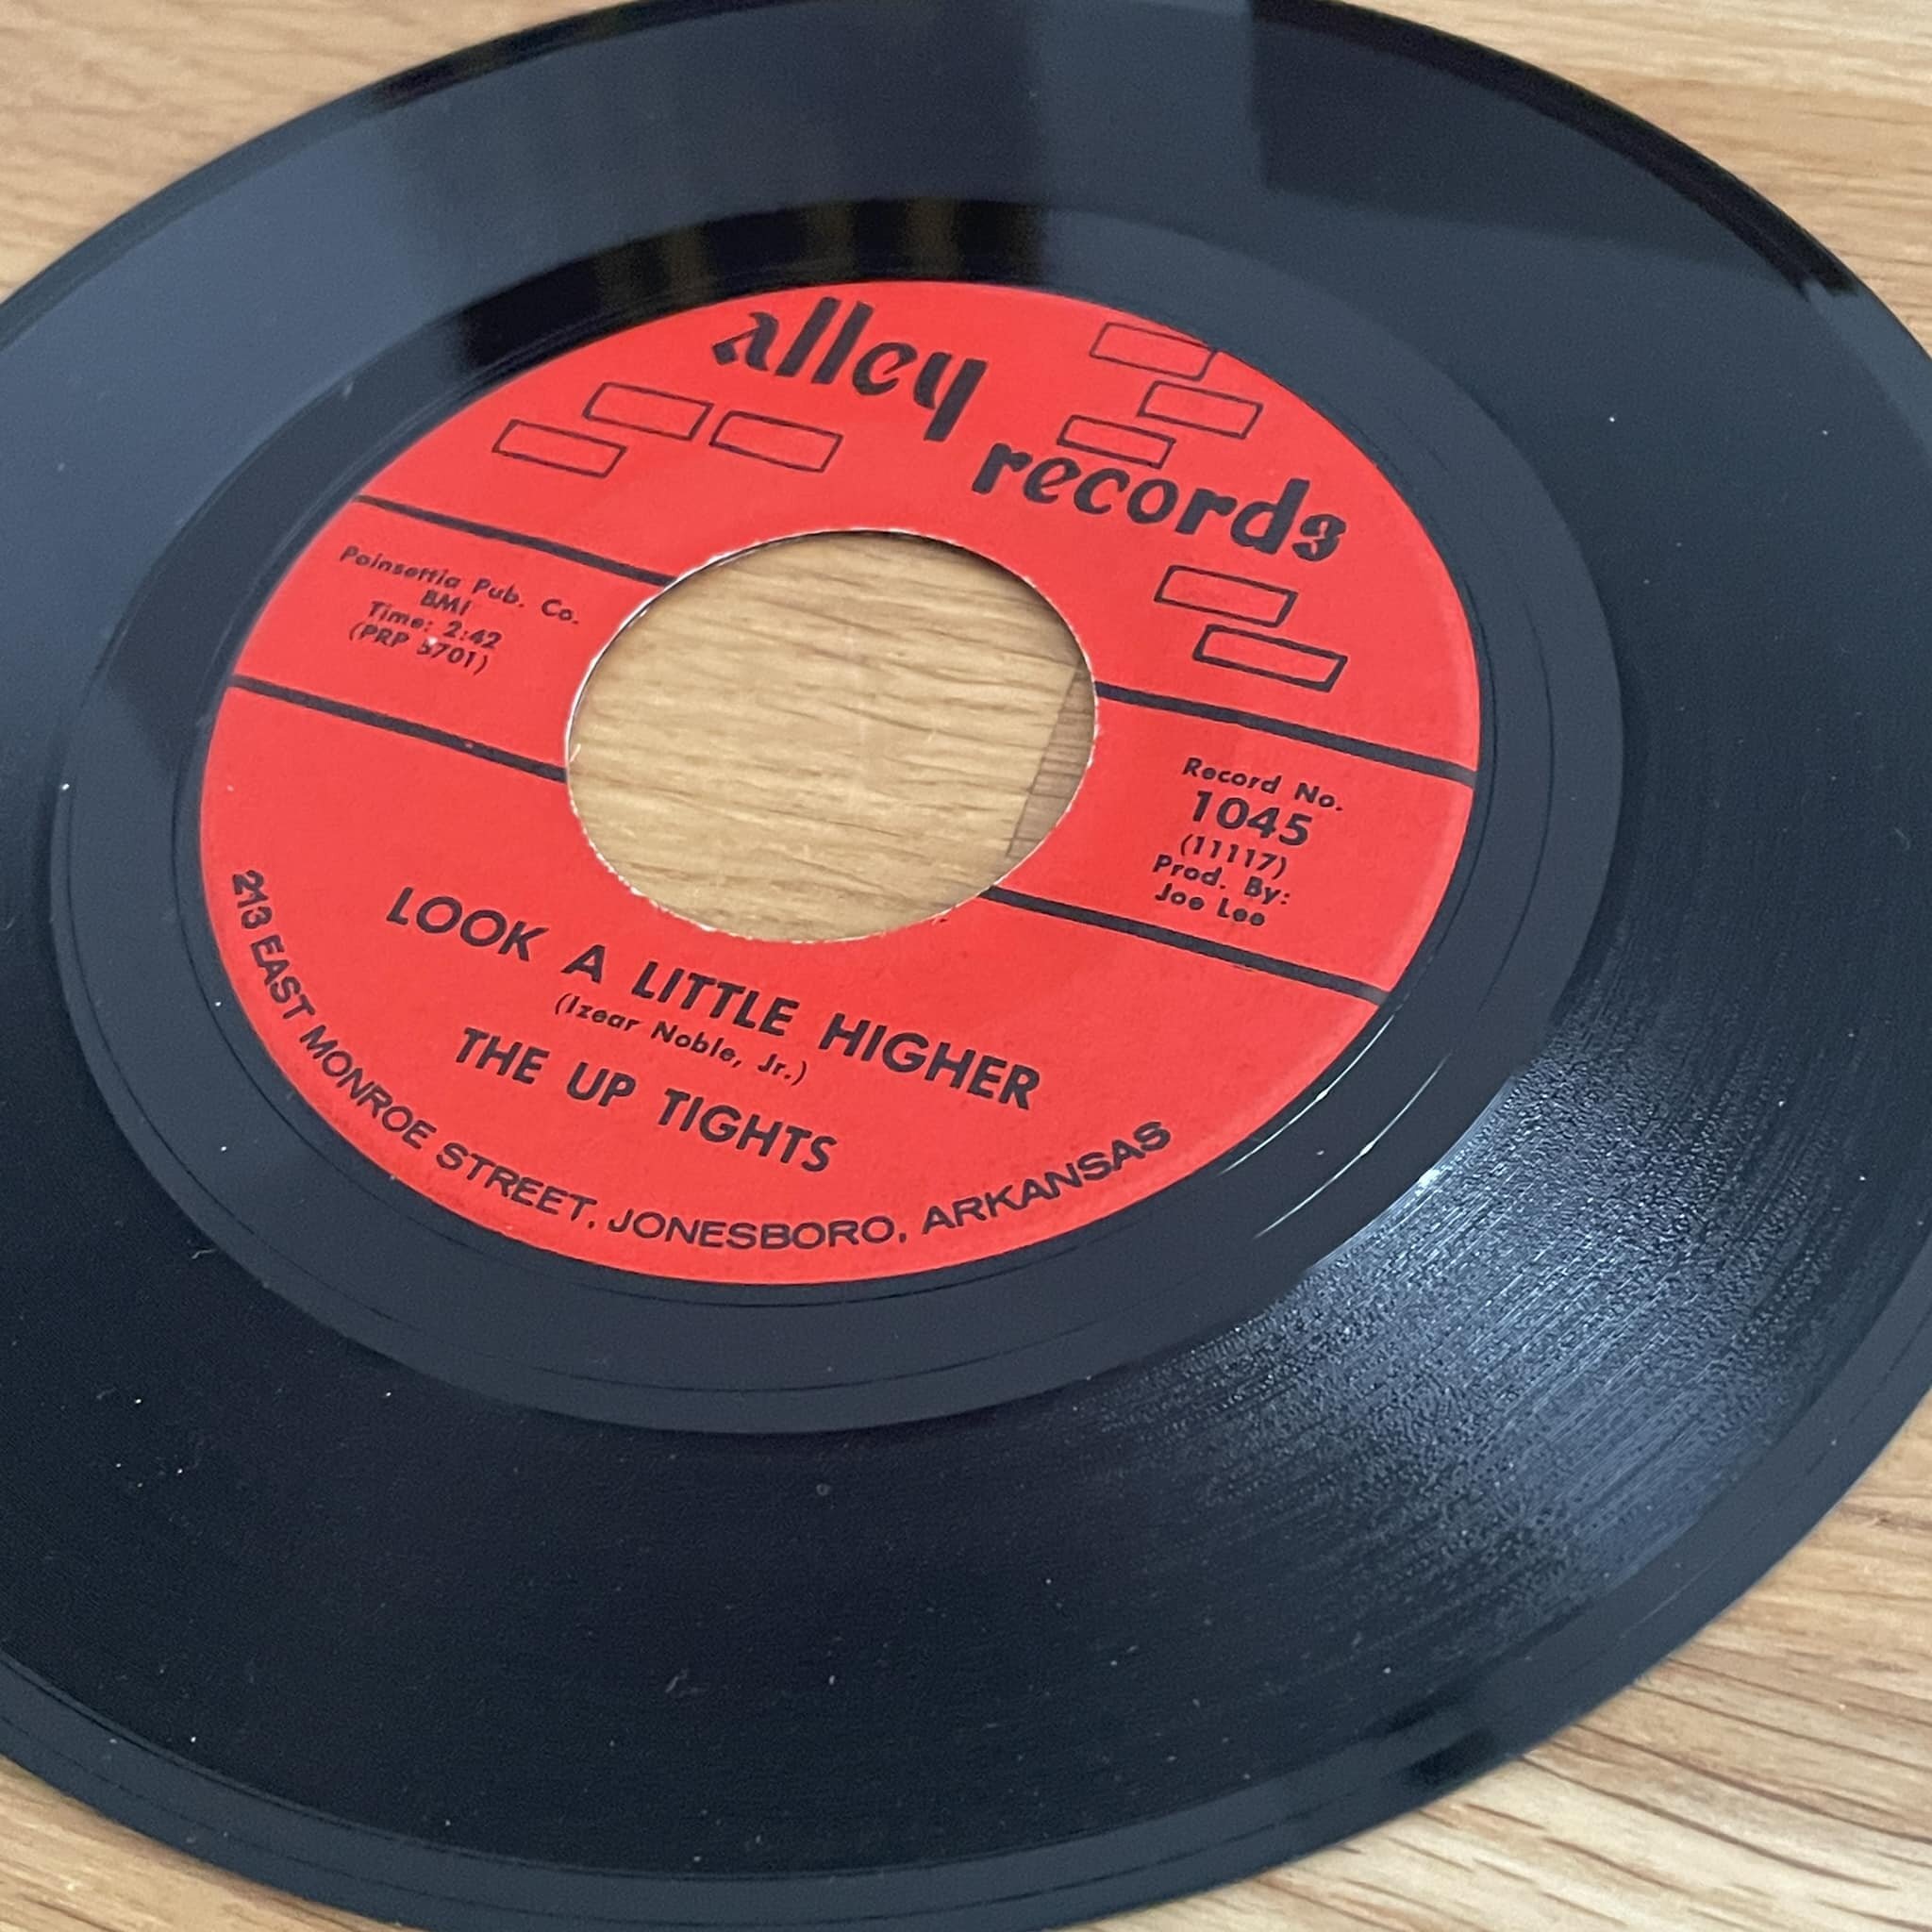 alley
records
Poinsettia Pub. Co.
BMI
Time: 2:42
(PRP 5701)
Record No.
1045
(11117)
Prod. By:
Joe Lee
LOOK A LITTLE HIGHER
(Izear Noble, Jr.)
THE UP TIGHTS
213 EAST MONROE STREET, JONESBORO, ARKANSAS